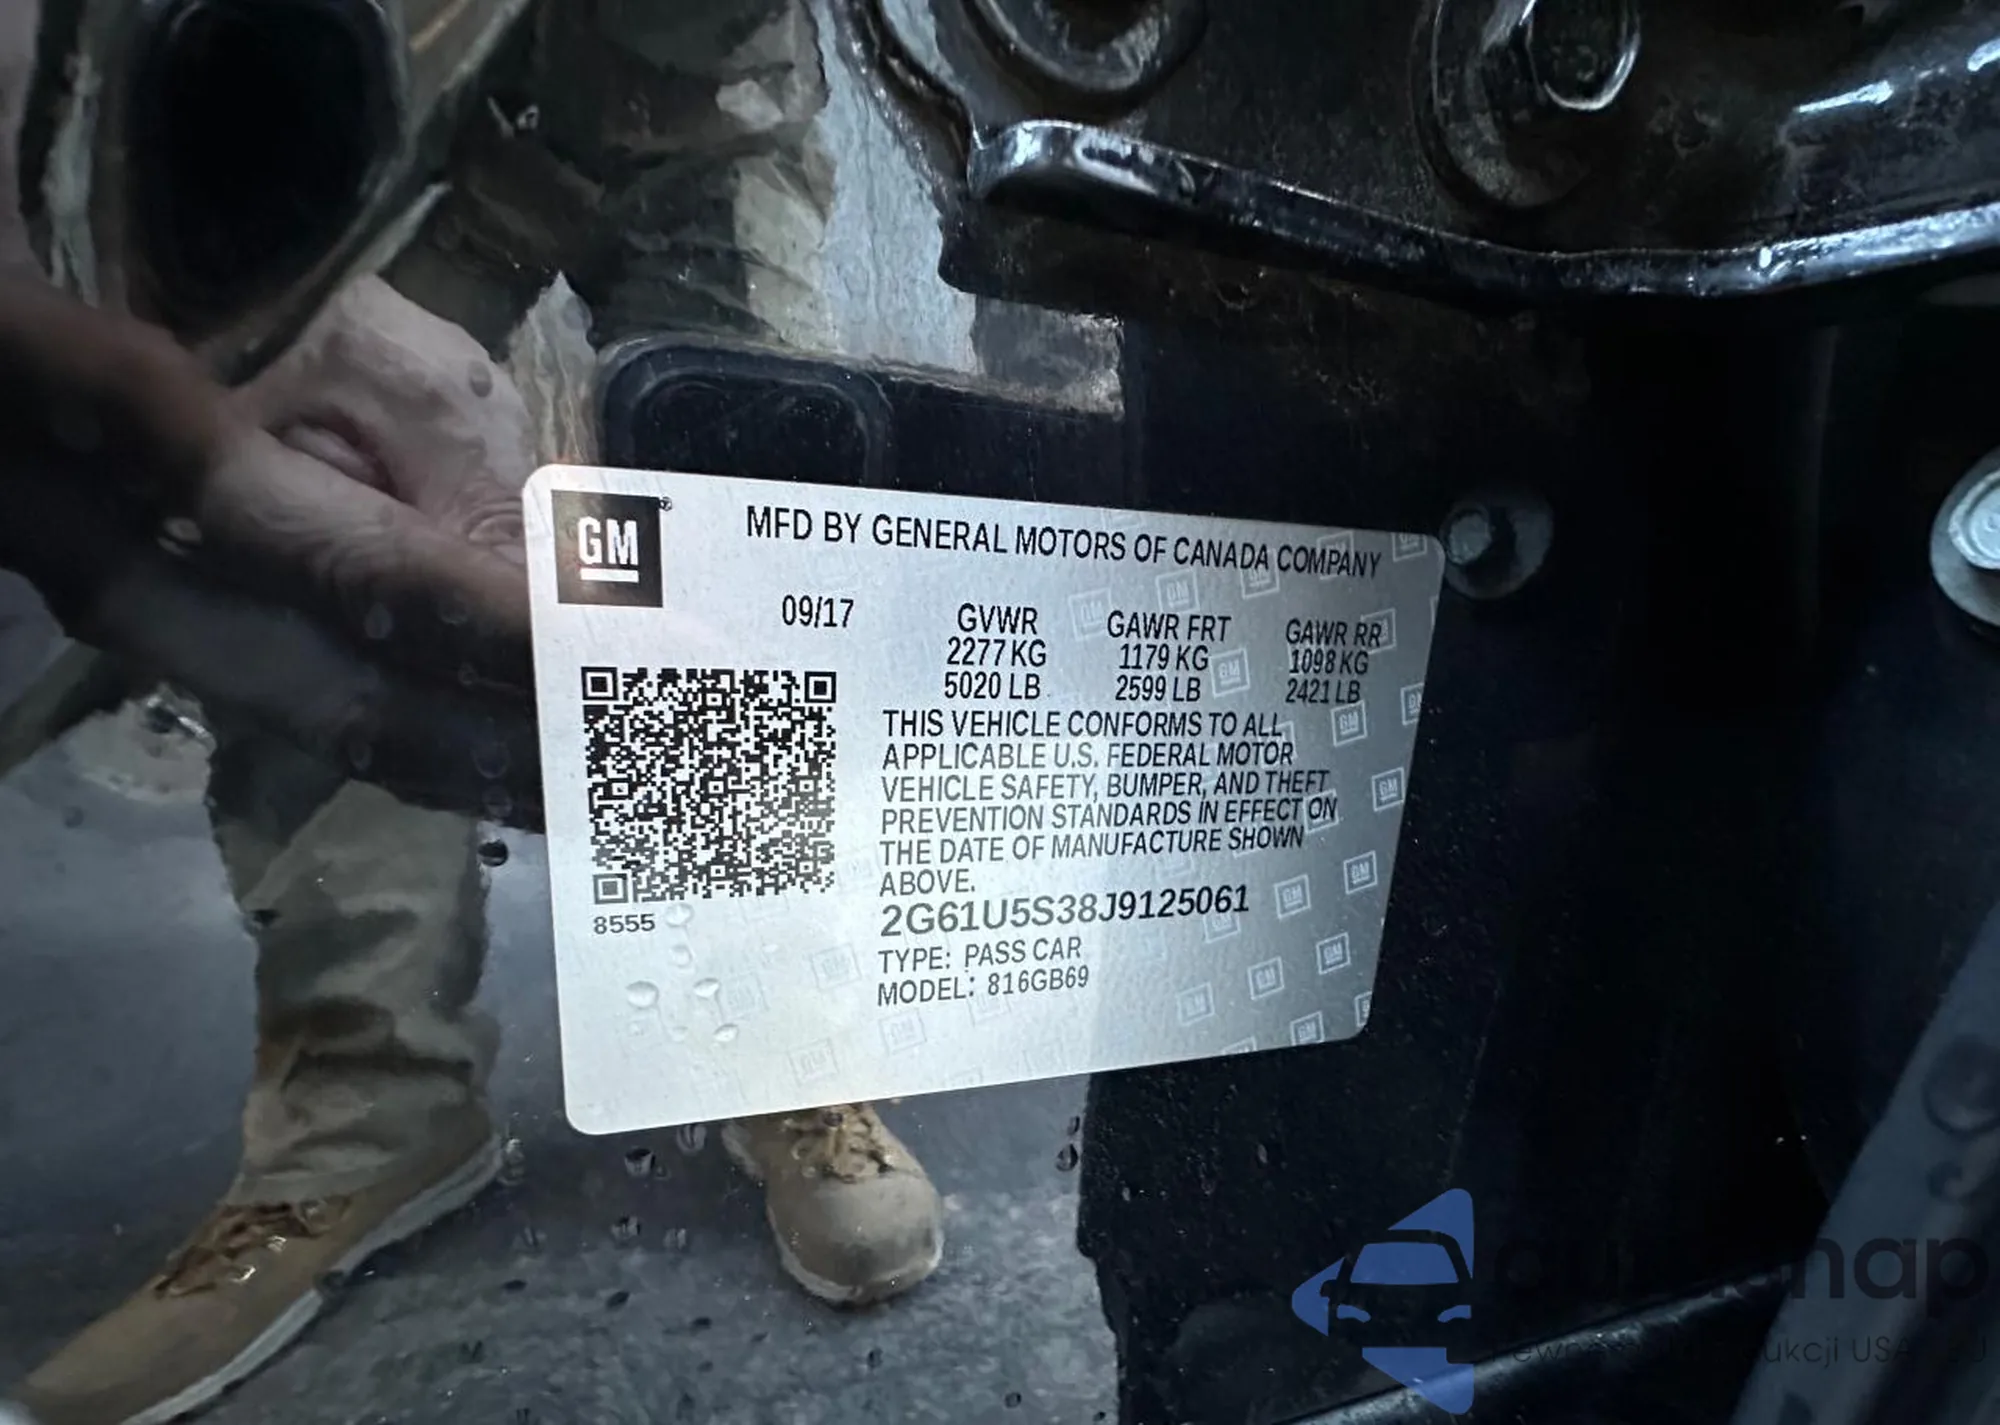 GM®
MFD BY GENERAL MOTORS OF CANADA COMPANY
09/17
GVWR GAWR FRT GAWR RR
2277 KG 1179 KG 1098 KG
5020 LB 2599 LB 2421 LB
THIS VEHICLE CONFORMS TO ALL
APPLICABLE U.S. FEDERAL MOTOR
VEHICLE SAFETY, BUMPER, AND THEFT
PREVENTION STANDARDS IN EFFECT ON
THE DATE OF MANUFACTURE SHOWN
ABOVE.
8555
2G61U5S38J9125061
TYPE: PASS CAR
MODEL: 816GB69
USA